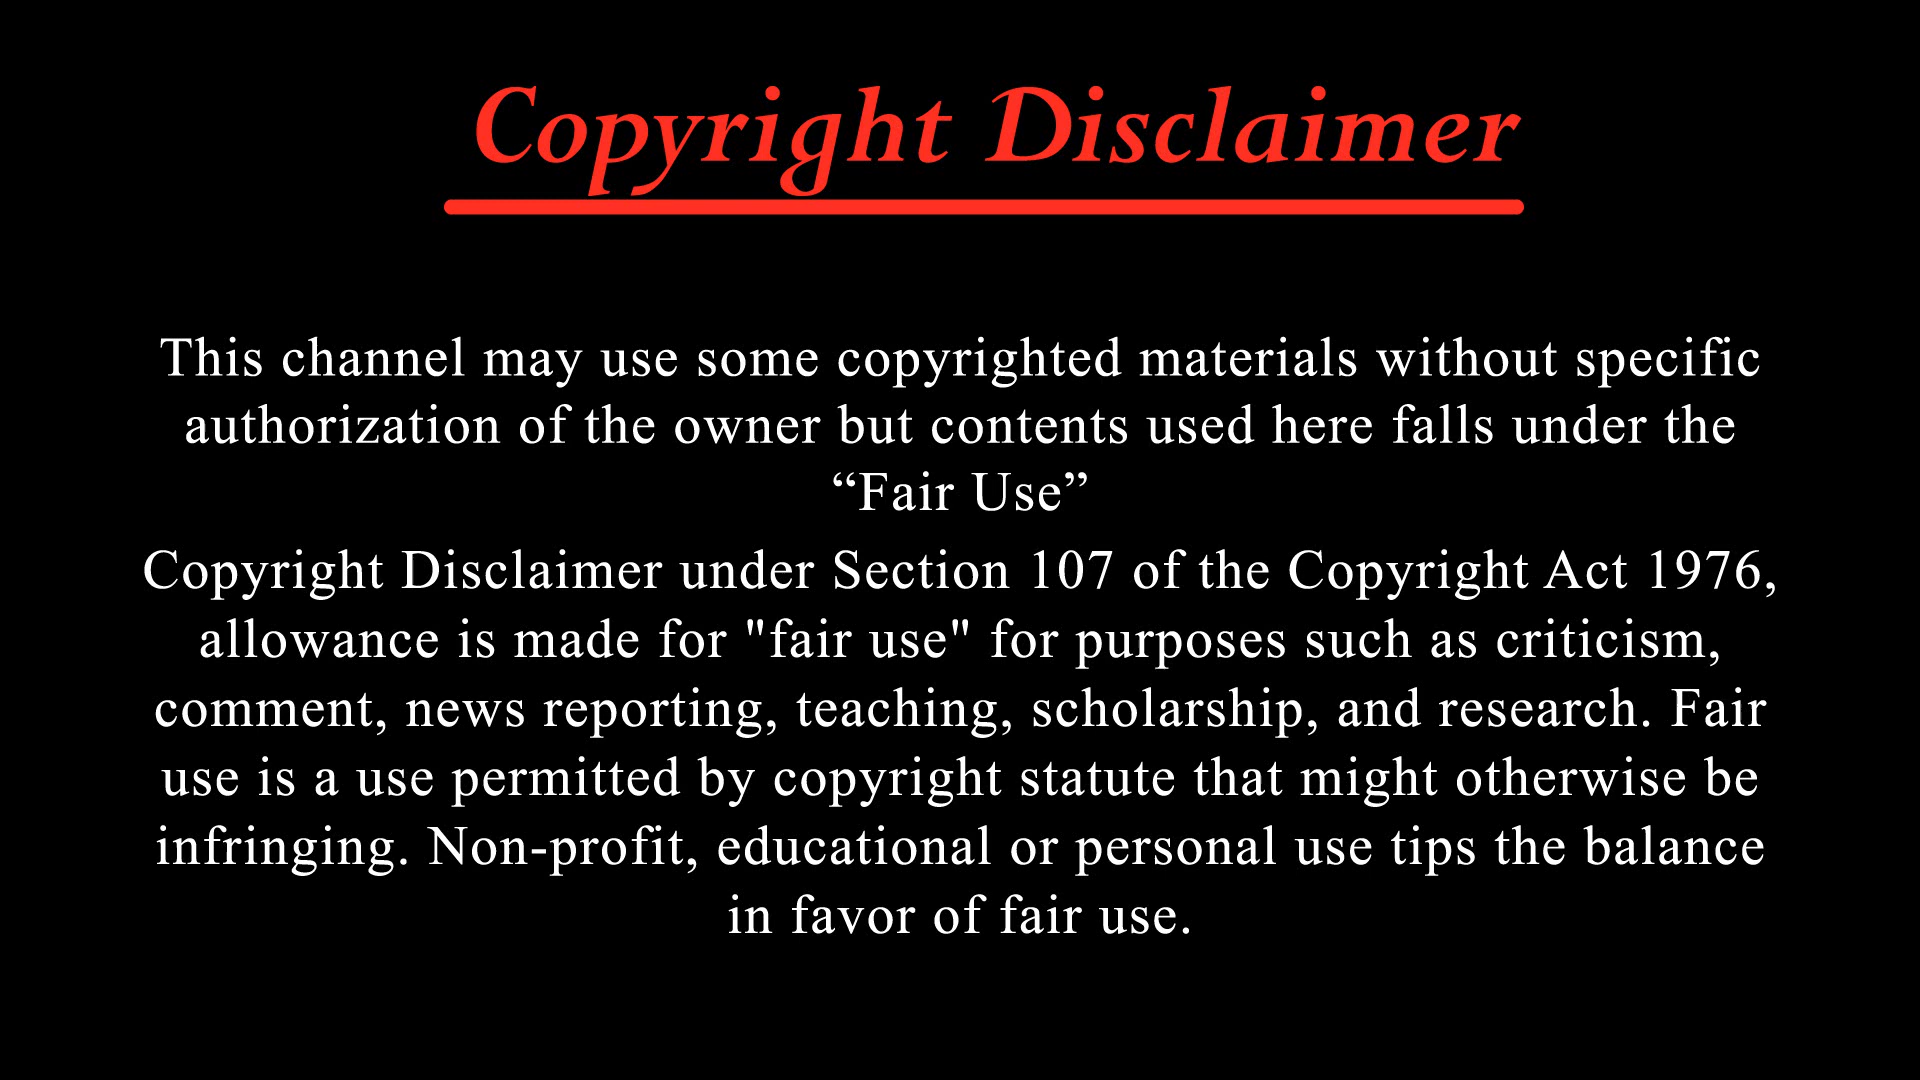 Copyright Disclaimer
This channel may use some copyrighted materials without specific
authorization of the owner but contents used here falls under the
“Fair Use”
Copyright Disclaimer under Section 107 of the Copyright Act 1976,
allowance is made for "fair use" for purposes such as criticism,
comment, news reporting, teaching, scholarship, and research. Fair
use is a use permitted by copyright statute that might otherwise be
infringing. Non-profit, educational or personal use tips the balance
in favor of fair use.